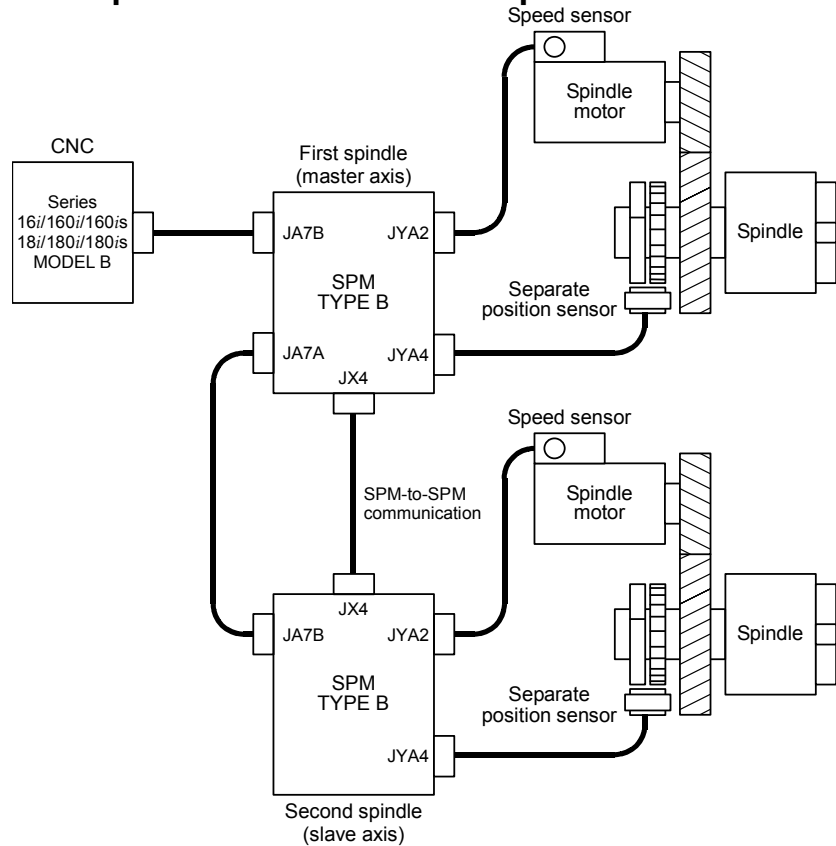 Speed sensor
Spindle
motor
CNC
Series
16i/160i/160is
18i/180i/180is
MODEL B
First spindle
(master axis)
JA7B
JYA2
SPM
TYPE B
JA7A
JYA4
JX4
Separate
position sensor
Spindle
SPM-to-SPM
communication
Speed sensor
Spindle
motor
JX4
JA7B
JYA2
SPM
TYPE B
JYA4
Separate
position sensor
Spindle
Second spindle
(slave axis)